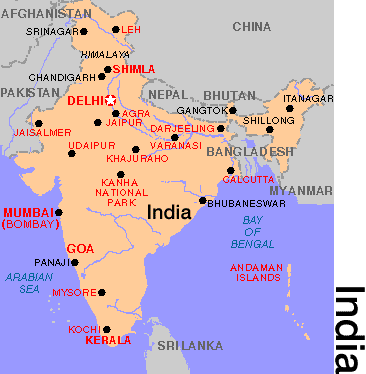 AFGHANISTAN
CHINA
SRINAGAR
LEH
HIMALAYA
SHIMLA
CHANDIGARH
PAKISTAN
NEPAL
BHUTAN
DELHI
ITANAGAR
AGRA
GANGTOK
JAIPUR
SHILLONG
JAISALMER
DARJEELING
UDAIPUR
VARANASI
BANGLADESH
KHAJURAHO
KANHA
NATIONAL
PARK
CALCUTTA
MYANMAR
BHUBANESWAR
MUMBAI
(BOMBAY)
India
BAY
OF
BENGAL
GOA
PANAJI
ARABIAN
SEA
ANDAMAN
ISLANDS
MYSORE
KOCHI
KERALA
SRI LANKA
India